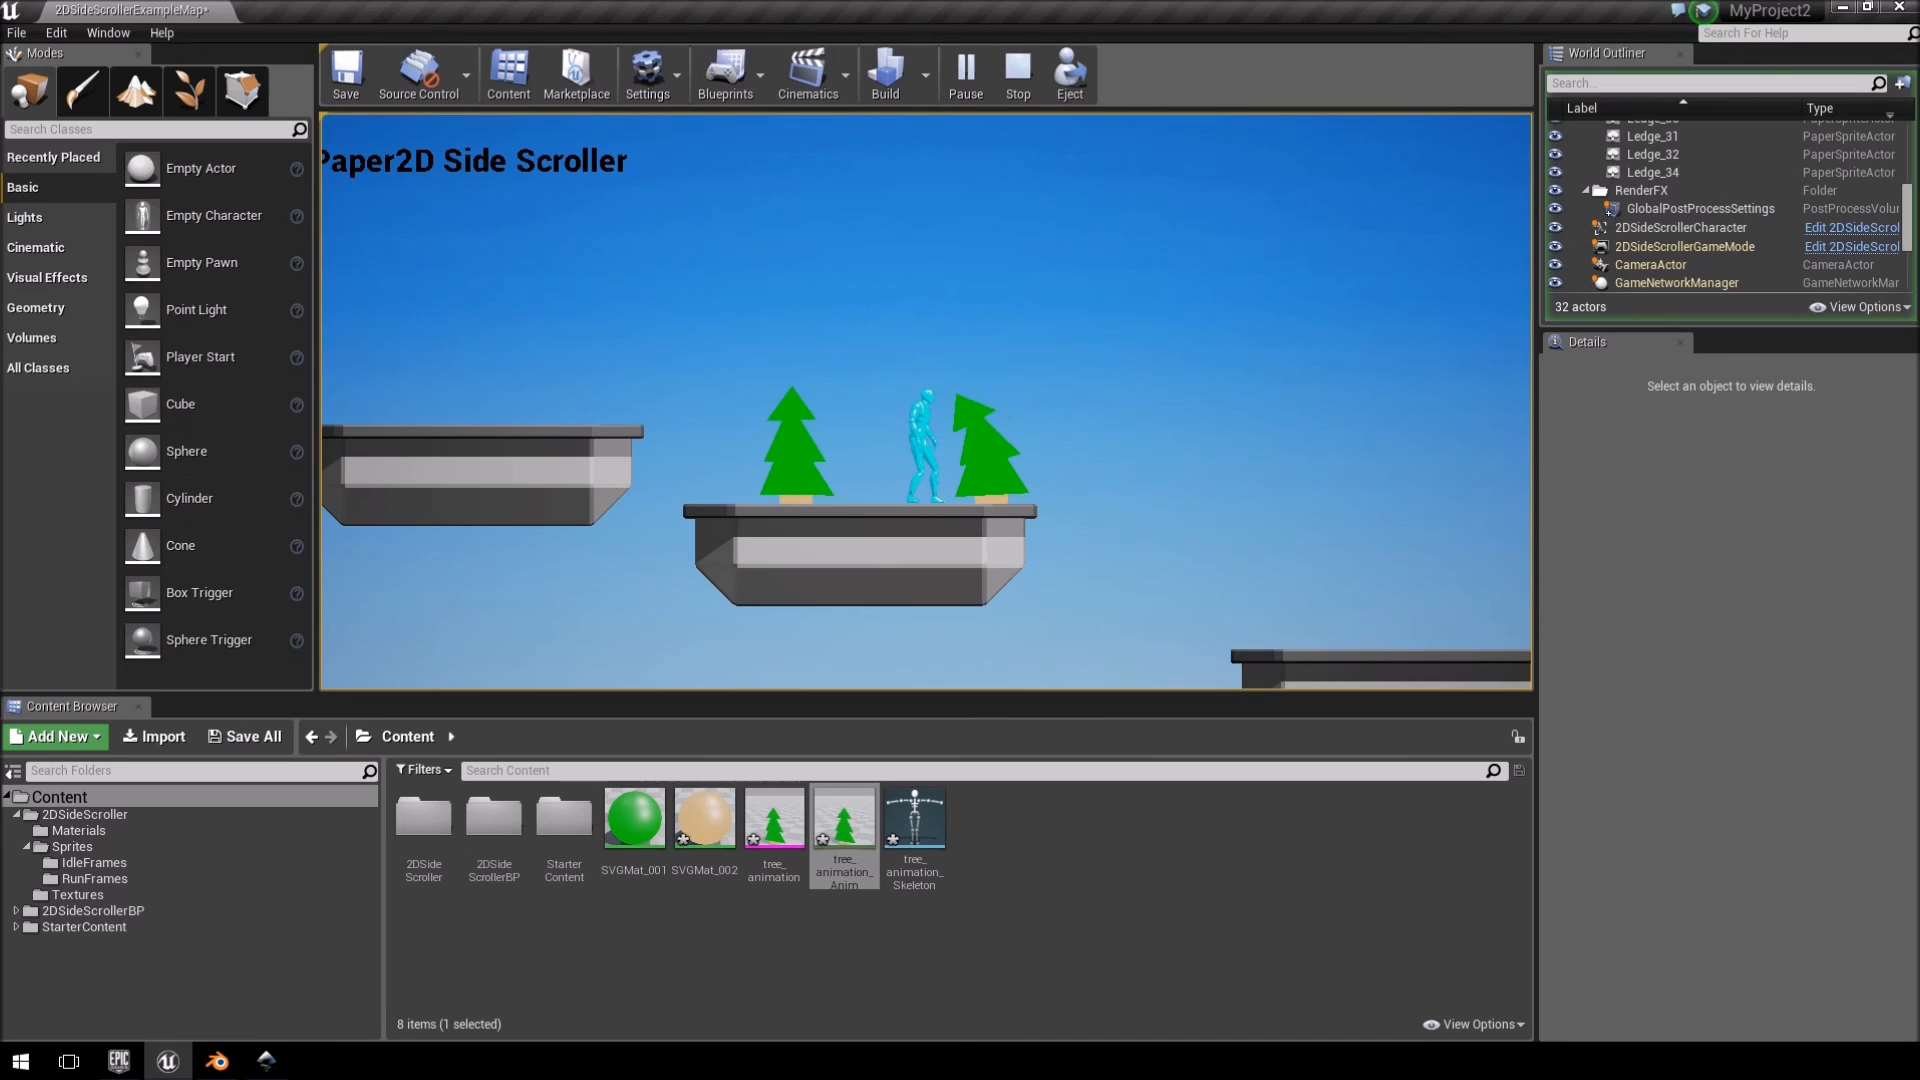 2DSideScrollerExampleMap*
MyProject2
File Edit Window Help
Search For Help
Modes
Save
Source Control
Content
Marketplace
Settings
Blueprints
Cinematics
Build
Pause
Stop
Eject
World Outliner
Search...
Label Type
Ledge_31 PaperSpriteActor
Ledge_32 PaperSpriteActor
Ledge_34 PaperSpriteActor
RenderFX Folder
GlobalPostProcessSettings PostProcessVolu
2DSideScrollerCharacter Edit 2DSideScrol
2DSideScrollerGameMode Edit 2DSideScrol
CameraActor CameraActor
GameNetworkManager GameNetworkMar
32 actors
View Options
Details
Select an object to view details.
Search Classes
Recently Placed
Basic
Lights
Cinematic
Visual Effects
Geometry
Volumes
All Classes
Empty Actor
Empty Character
Empty Pawn
Point Light
Player Start
Cube
Sphere
Cylinder
Cone
Box Trigger
Sphere Trigger
Paper2D Side Scroller
Content Browser
Add New
Import
Save All
Content
Search Folders
Content
2DSideScroller
Materials
Sprites
IdleFrames
RunFrames
Textures
2DSideScrollerBP
StarterContent
Filters
Search Content
2DSide
Scroller
2DSide
ScrollerBP
Starter
Content
SVGMat_001
SVGMat_002
tree_
animation
tree_
animation_
Anim
tree_
animation_
Skeleton
8 items (1 selected)
View Options
EPIC